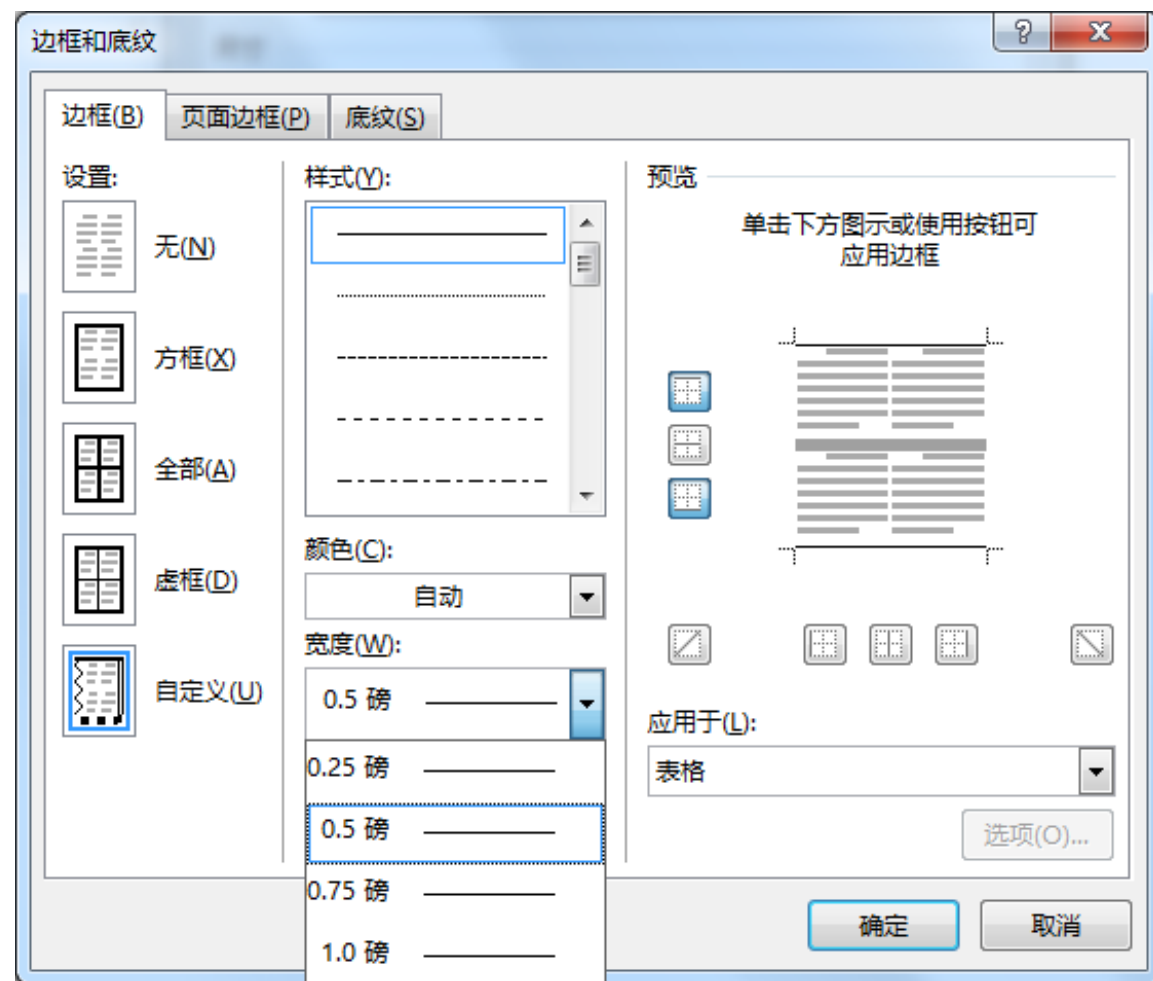 边框和底纹
边框(B) 页面边框(P) 底纹(S)
设置:
无(N)
方框(X)
全部(A)
虚框(D)
自定义(U)
样式(Y):
颜色(C):
自动
宽度(W):
0.5 磅
0.25 磅
0.5 磅
0.75 磅
1.0 磅
预览
单击下方图示或使用按钮可
应用边框
应用于(L):
表格
选项(O)...
确定 取消